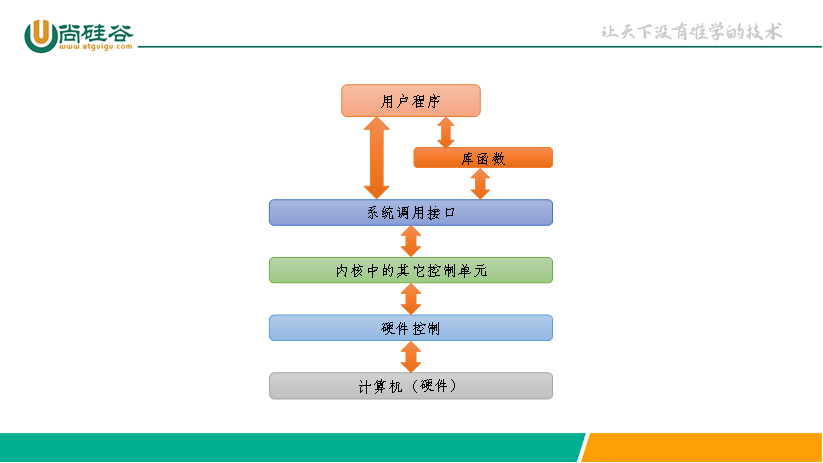 尚硅谷
www.atguigu.com
让天下没有难学的技术
用户程序
库函数
系统调用接口
内核中的其它控制单元
硬件控制
计算机（硬件）